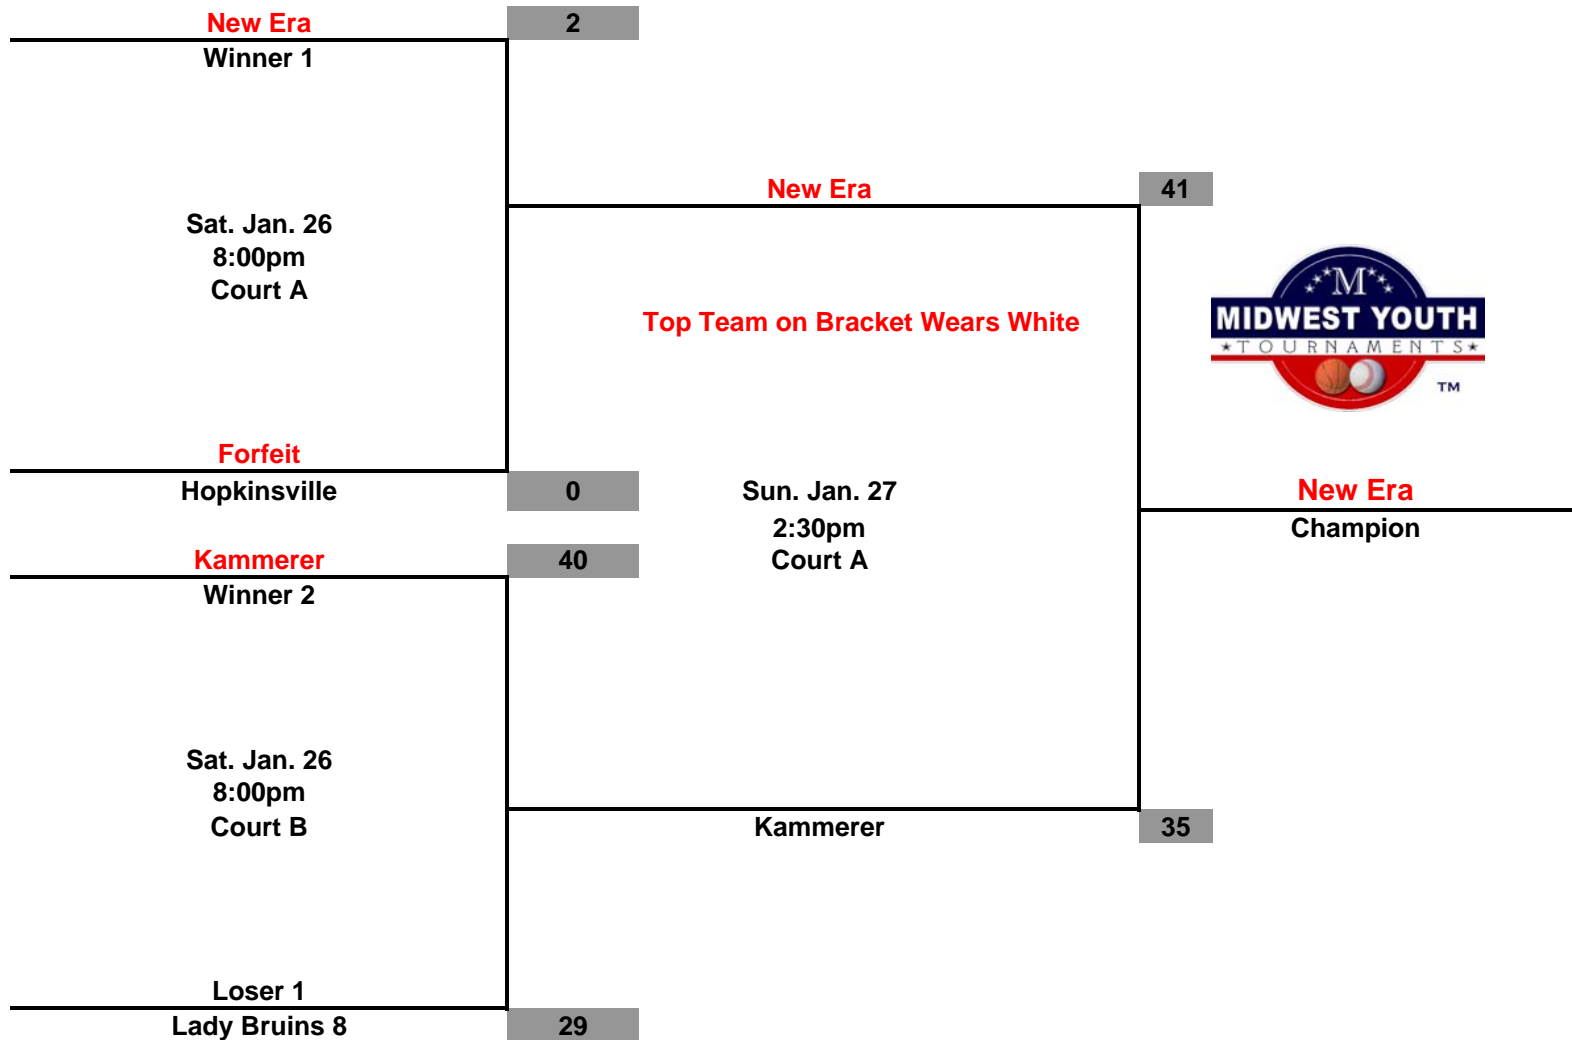 New Era 2
Winner 1
New Era 41
Sat. Jan. 26
8:00pm
Court A
M
MIDWEST YOUTH
TOURNAMENTS
TM
Top Team on Bracket Wears White
Forfeit
Hopkinsville 0
Sun. Jan. 27
2:30pm
Court A
New Era
Champion
Kammerer 40
Winner 2
Sat. Jan. 26
8:00pm
Court B
Kammerer 35
Loser 1
Lady Bruins 8 29